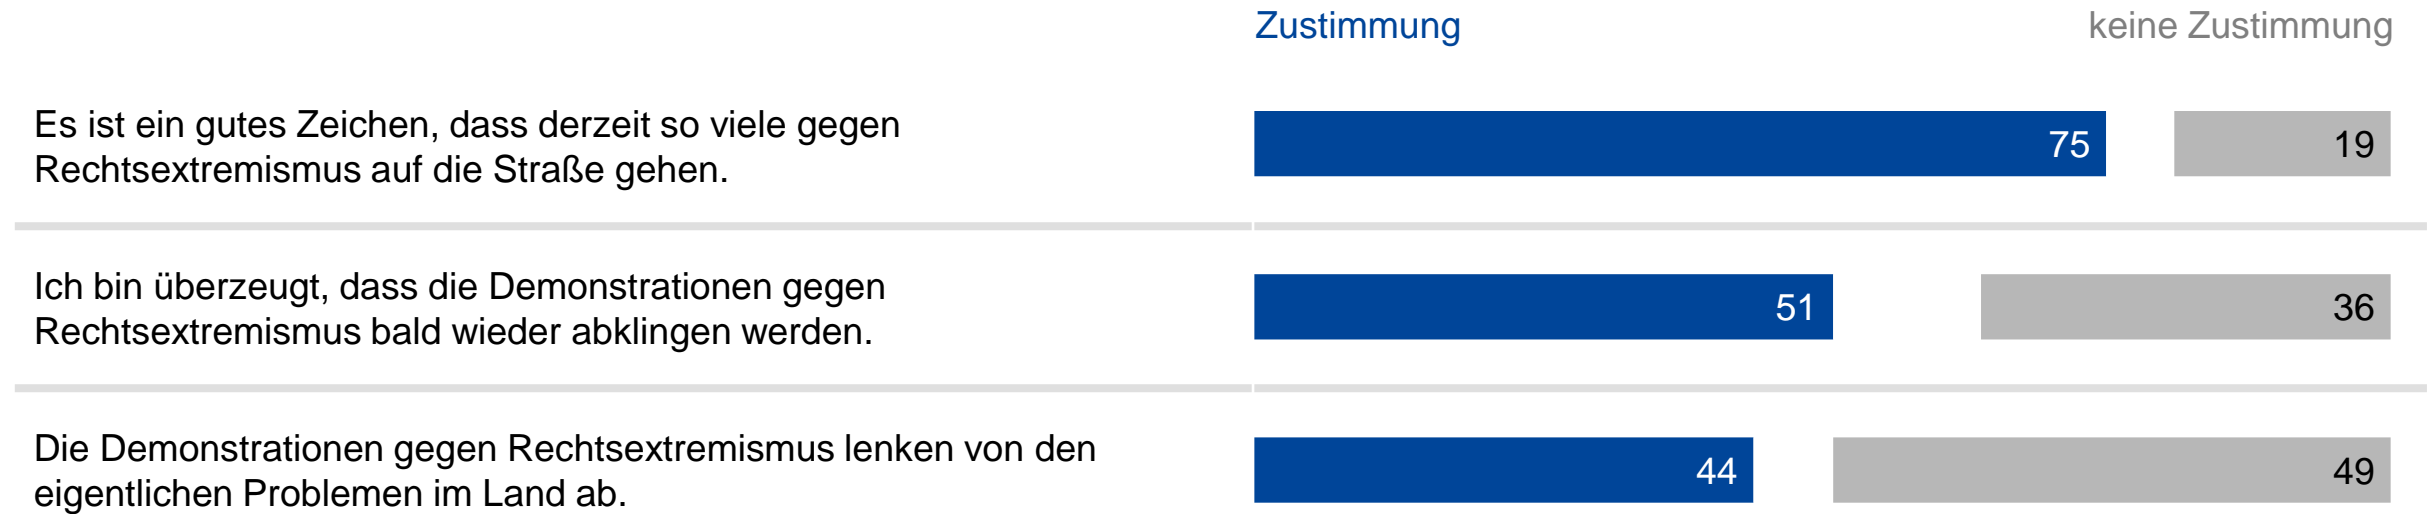 Zustimmung keine Zustimmung
Es ist ein gutes Zeichen, dass derzeit so viele gegen
Rechtsextremismus auf die Straße gehen.
75 19
Ich bin überzeugt, dass die Demonstrationen gegen
Rechtsextremismus bald wieder abklingen werden.
51 36
Die Demonstrationen gegen Rechtsextremismus lenken von den
eigentlichen Problemen im Land ab.
44 49